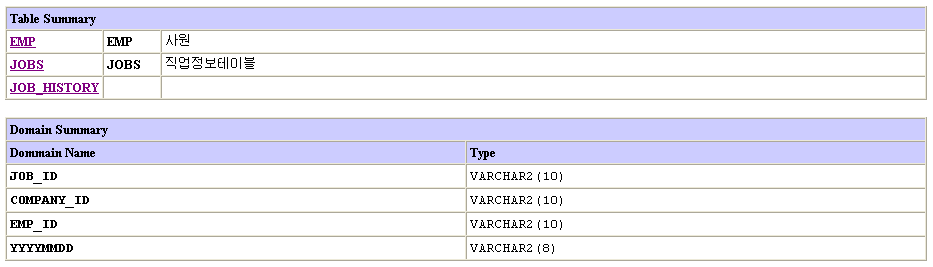 Table Summary
EMP EMP 사원
JOBS JOBS 직업정보테이블
JOB_HISTORY
Domain Summary
Dommain Name Type
JOB_ID VARCHAR2(10)
COMPANY_ID VARCHAR2(10)
EMP_ID VARCHAR2(10)
YYYYMMDD VARCHAR2(8)